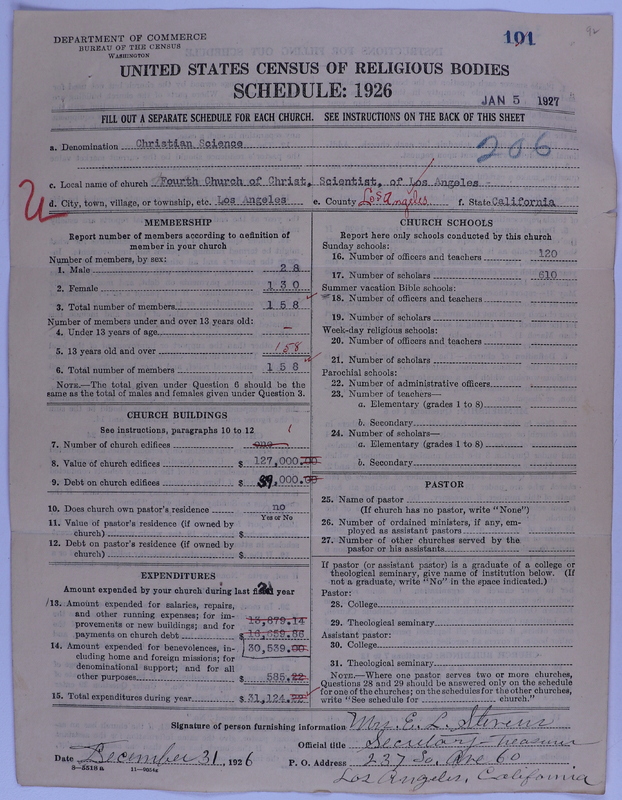 DEPARTMENT OF COMMERCE
BUREAU OF THE CENSUS
WASHINGTON
101
92
UNITED STATES CENSUS OF RELIGIOUS BODIES
SCHEDULE: 1926
JAN 5 1927
FILL OUT A SEPARATE SCHEDULE FOR EACH CHURCH. SEE INSTRUCTIONS ON THE BACK OF THIS SHEET
a. Denomination Christian Science
206
c. Local name of church Fourth Church of Christ, Scientist, of Los Angeles
d. City, town, village, or township, etc. Los Angeles e. County Los Angeles f. State California
MEMBERSHIP
Report number of members according to definition of
member in your church
Number of members, by sex:
1. Male 28
2. Female 130
3. Total number of members 158
Number of members under and over 13 years old:
4. Under 13 years of age –
5. 13 years old and over 158
6. Total number of members 158
NOTE.—The total given under Question 6 should be the
same as the total of males and females given under Question 3.
CHURCH BUILDINGS
See instructions, paragraphs 10 to 12
7. Number of church edifices one 1
8. Value of church edifices $ 127,000.00
9. Debt on church edifices $ 39,000.00
10. Does church own pastor's residence no
Yes or No
11. Value of pastor's residence (if owned by
church) $
12. Debt on pastor's residence (if owned by
church) $
EXPENDITURES
Amount expended by your church during last fiscal year
13. Amount expended for salaries, repairs,
and other running expenses; for im-
provements or new buildings; and for 13,879.14
payments on church debt $ 16,659.86
14. Amount expended for benevolences, in- 30,539.00
cluding home and foreign missions; for
denominational support; and for all
other purposes $ 585.22
15. Total expenditures during year $ 31,124.22
CHURCH SCHOOLS
Report here only schools conducted by this church
Sunday schools:
16. Number of officers and teachers 120
17. Number of scholars 610
Summer vacation Bible schools:
18. Number of officers and teachers
19. Number of scholars
Week-day religious schools:
20. Number of officers and teachers
21. Number of scholars
Parochial schools:
22. Number of administrative officers
23. Number of teachers—
a. Elementary (grades 1 to 8)
b. Secondary
24. Number of scholars—
a. Elementary (grades 1 to 8)
b. Secondary
PASTOR
25. Name of pastor
(If church has no pastor, write "None")
26. Number of ordained ministers, if any, em-
ployed as assistant pastors
27. Number of other churches served by the
pastor or his assistants
If pastor (or assistant pastor) is a graduate of a college or
theological seminary, give name of institution below. (If
not a graduate, write "No" in the space indicated.)
Pastor:
28. College
29. Theological seminary
Assistant pastor:
30. College
31. Theological seminary
NOTE.—Where one pastor serves two or more churches,
Questions 28 and 29 should be answered only on the schedule
for one of the churches; on the schedules for the other churches,
write "See schedule for church."
Signature of person furnishing information Mrs. E. L. Stevens
Official title Secretary-Treasurer
Date December 31, 1926 P. O. Address 237 So. Ave 60
8—5518a 11—9054a
Los Angeles, California